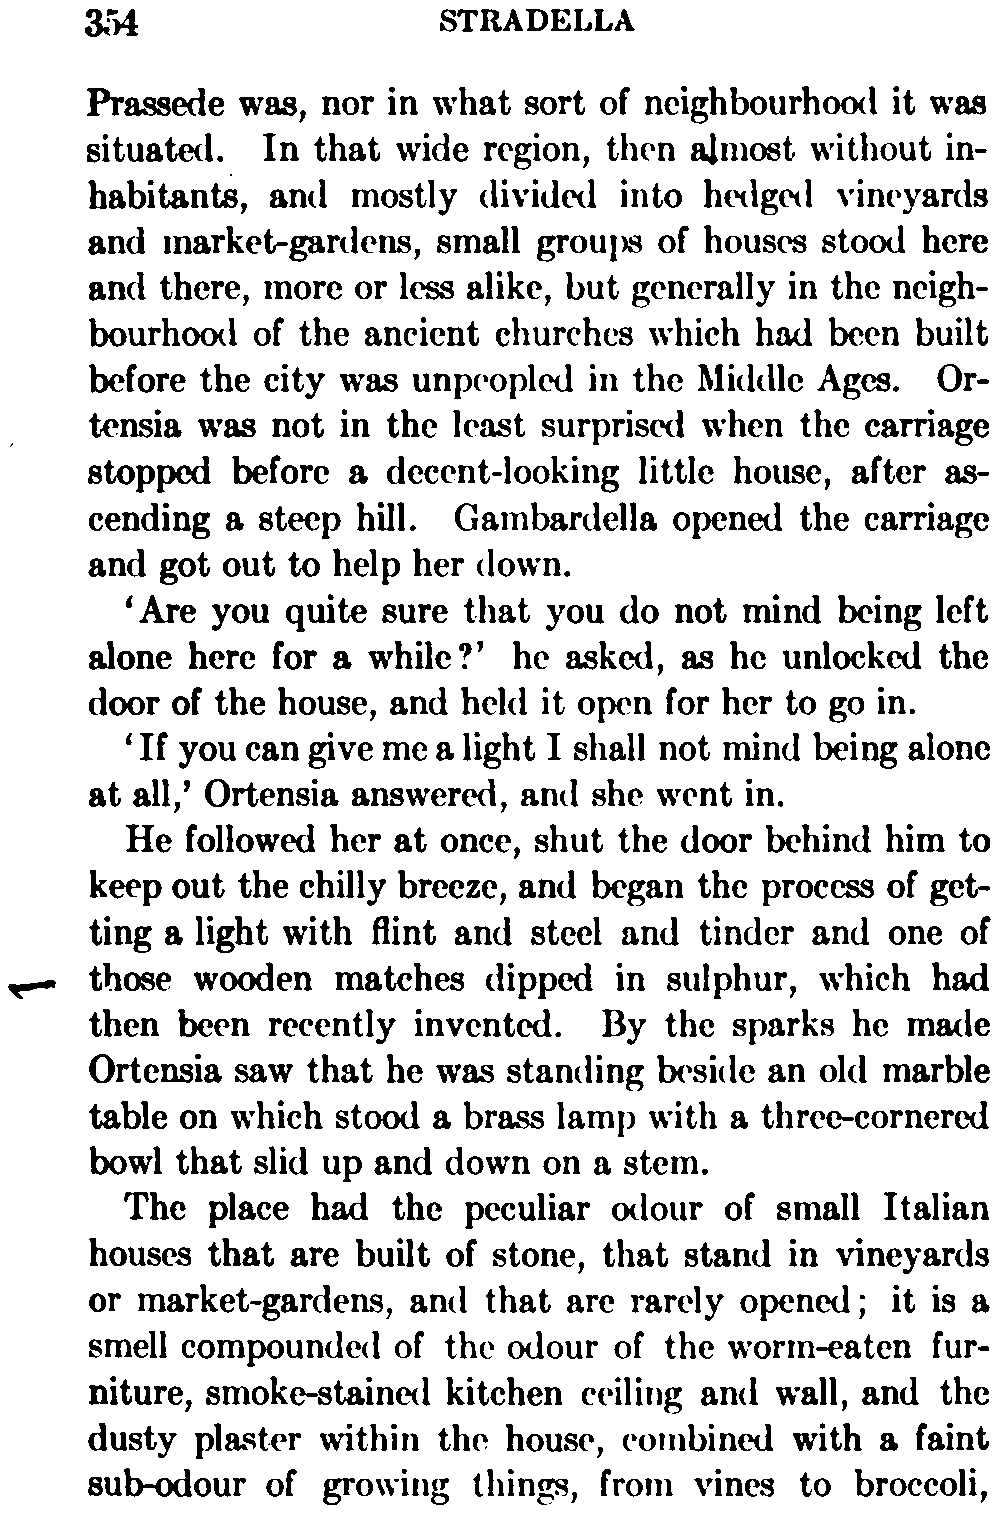 354 STRADELLA
Prassede was, nor in what sort of neighbourhood it was
situated. In that wide region, then almost without in-
habitants, and mostly divided into hedged vineyards
and market-gardens, small groups of houses stood here
and there, more or less alike, but generally in the neigh-
bourhood of the ancient churches which had been built
before the city was unpeopled in the Middle Ages. Or-
tensia was not in the least surprised when the carriage
stopped before a decent-looking little house, after as-
cending a steep hill. Gambardella opened the carriage
and got out to help her down.
‘Are you quite sure that you do not mind being left
alone here for a while?’ he asked, as he unlocked the
door of the house, and held it open for her to go in.
‘If you can give me a light I shall not mind being alone
at all,’ Ortensia answered, and she went in.
He followed her at once, shut the door behind him to
keep out the chilly breeze, and began the process of get-
ting a light with flint and steel and tinder and one of
those wooden matches dipped in sulphur, which had
then been recently invented. By the sparks he made
Ortensia saw that he was standing beside an old marble
table on which stood a brass lamp with a three-cornered
bowl that slid up and down on a stem.
The place had the peculiar odour of small Italian
houses that are built of stone, that stand in vineyards
or market-gardens, and that are rarely opened; it is a
smell compounded of the odour of the worm-eaten fur-
niture, smoke-stained kitchen ceiling and wall, and the
dusty plaster within the house, combined with a faint
sub-odour of growing things, from vines to broccoli,